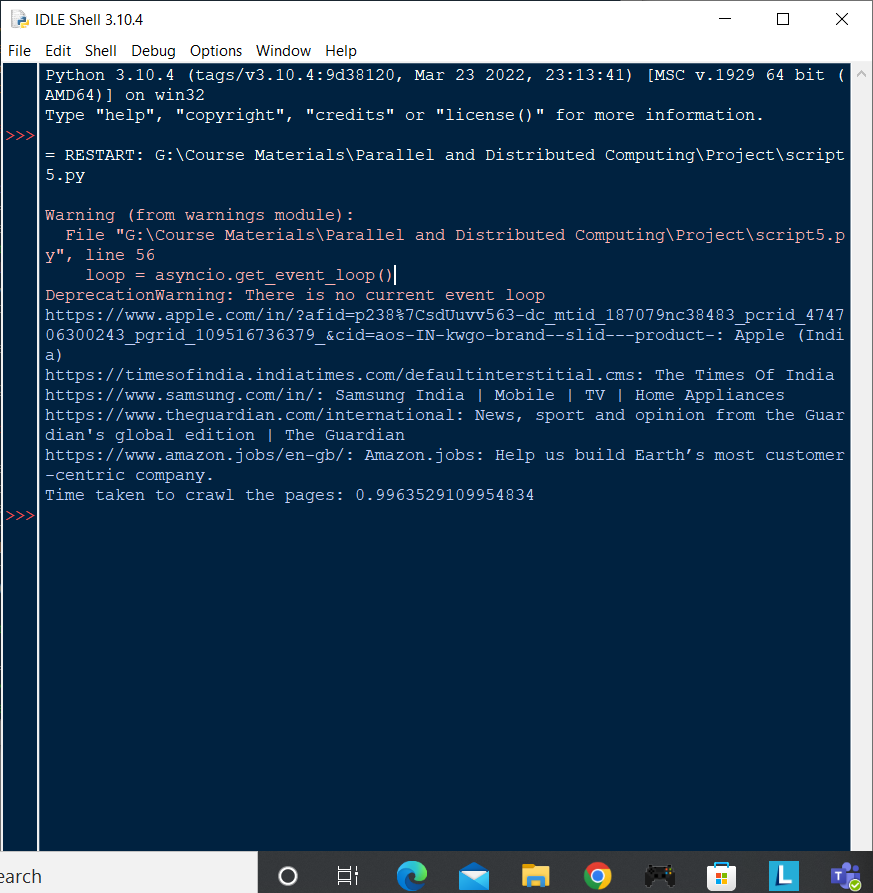 IDLE Shell 3.10.4
File Edit Shell Debug Options Window Help
Python 3.10.4 (tags/v3.10.4:9d38120, Mar 23 2022, 23:13:41) [MSC v.1929 64 bit (
AMD64)] on win32
Type "help", "copyright", "credits" or "license()" for more information.
>>>
= RESTART: G:\Course Materials\Parallel and Distributed Computing\Project\script
5.py
Warning (from warnings module):
File "G:\Course Materials\Parallel and Distributed Computing\Project\script5.p
y", line 56
loop = asyncio.get_event_loop()
DeprecationWarning: There is no current event loop
https://www.apple.com/in/?afid=p238%7CsdUuvv563-dc_mtid_187079nc38483_pcrid_4747
06300243_pgrid_109516736379_&cid=aos-IN-kwgo-brand--slid---product-: Apple (Indi
a)
https://timesofindia.indiatimes.com/defaultinterstitial.cms: The Times Of India
https://www.samsung.com/in/: Samsung India | Mobile | TV | Home Appliances
https://www.theguardian.com/international: News, sport and opinion from the Guar
dian's global edition | The Guardian
https://www.amazon.jobs/en-gb/: Amazon.jobs: Help us build Earth’s most customer
-centric company.
Time taken to crawl the pages: 0.9963529109954834
>>>
earch
L
T